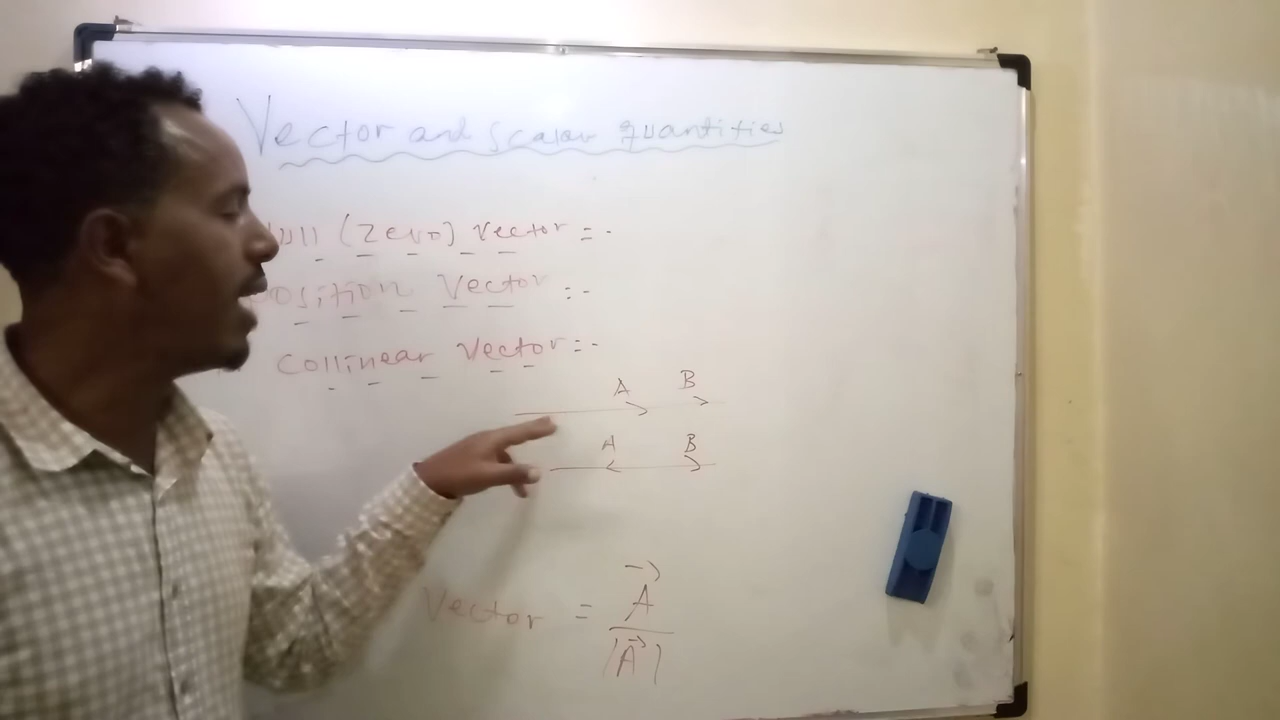 Vector and scalar quantities
Null (Zero) Vector :-
Position Vector :-
Collinear Vector :-
A B
A B
Vector = A
|A|